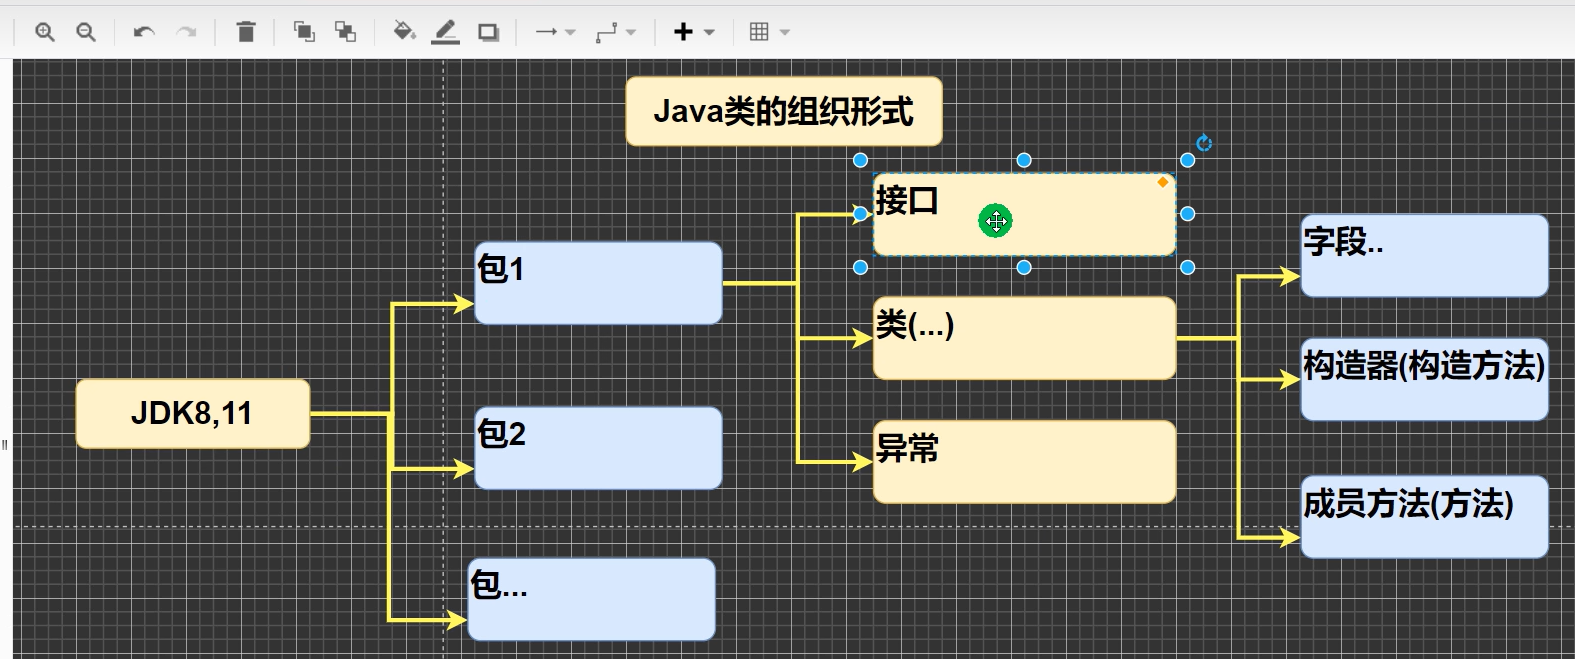 Java类的组织形式
JDK8,11
包1
包2
包...
接口
类(...)
异常
字段..
构造器(构造方法)
成员方法(方法)